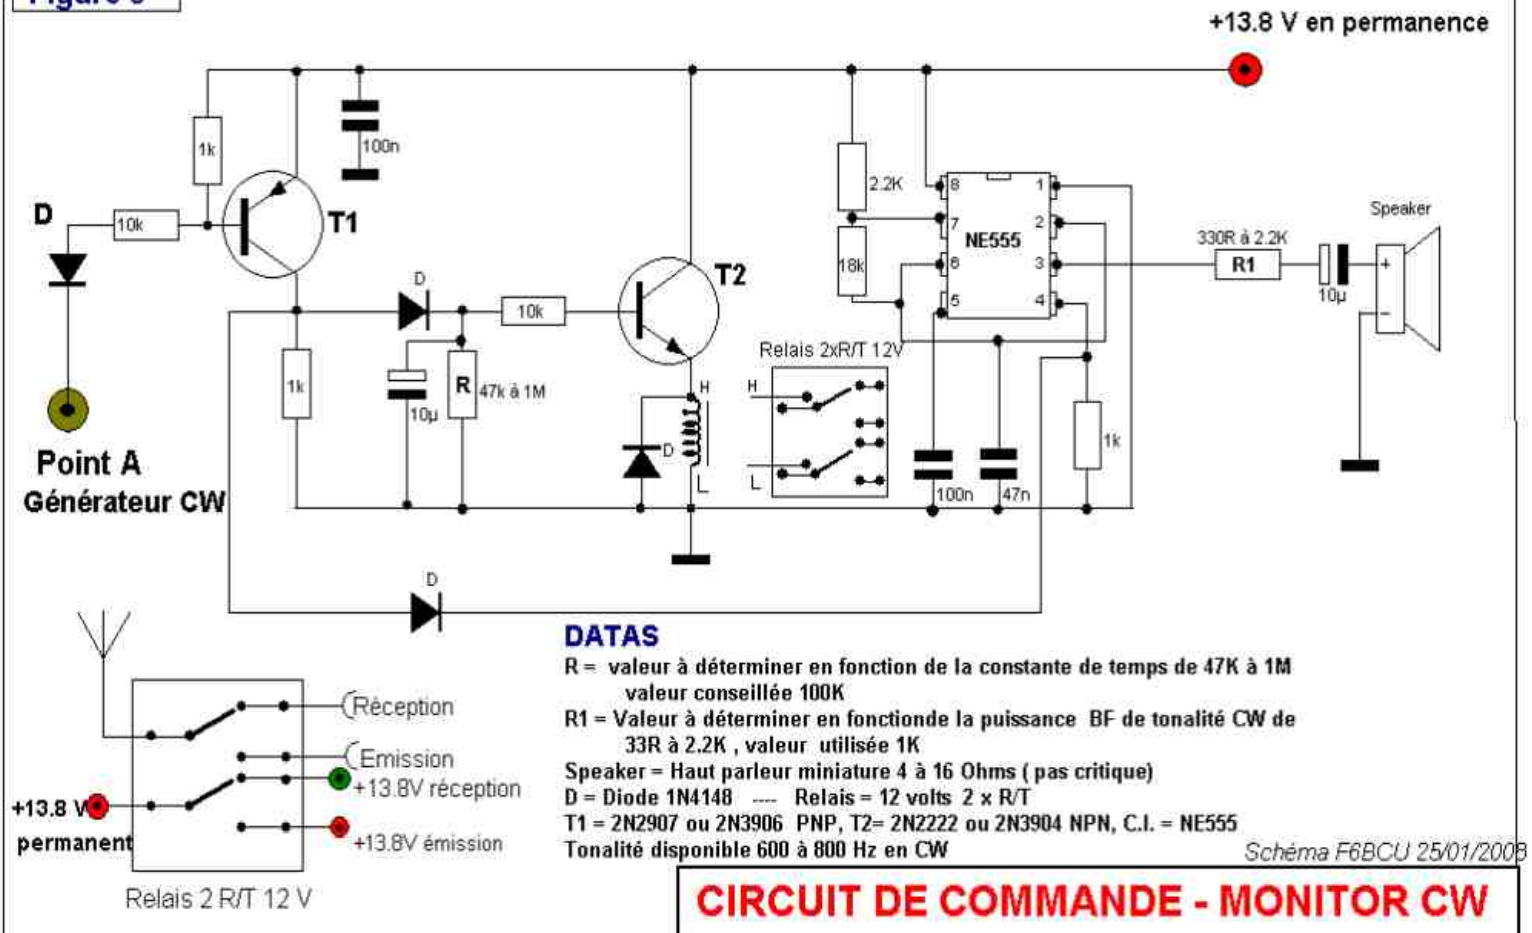 +13.8 V en permanence
1k
100n
D
10k
T1
2.2K
8
1
7
2
NE555
6
3
5
4
18k
Speaker
330R à 2.2K
R1
10µ
+
-
D
10k
T2
Relais 2xR/T 12V
1k
R
47k à 1M
10µ
H
H
D
L
L
1k
100n
47n
Point A
Générateur CW
D
DATAS
R = valeur à déterminer en fonction de la constante de temps de 47K à 1M
valeur conseillée 100K
R1 = Valeur à déterminer en fonctionde la puissance BF de tonalité CW de
33R à 2.2K , valeur utilisée 1K
Speaker = Haut parleur miniature 4 à 16 Ohms ( pas critique)
D = Diode 1N4148 ---- Relais = 12 volts 2 x R/T
T1 = 2N2907 ou 2N3906 PNP, T2= 2N2222 ou 2N3904 NPN, C.I. = NE555
Tonalité disponible 600 à 800 Hz en CW
Réception
Emission
+13.8V réception
+13.8 V
permanent
+13.8V émission
Relais 2 R/T 12 V
Schéma F6BCU 25/01/2008
CIRCUIT DE COMMANDE - MONITOR CW